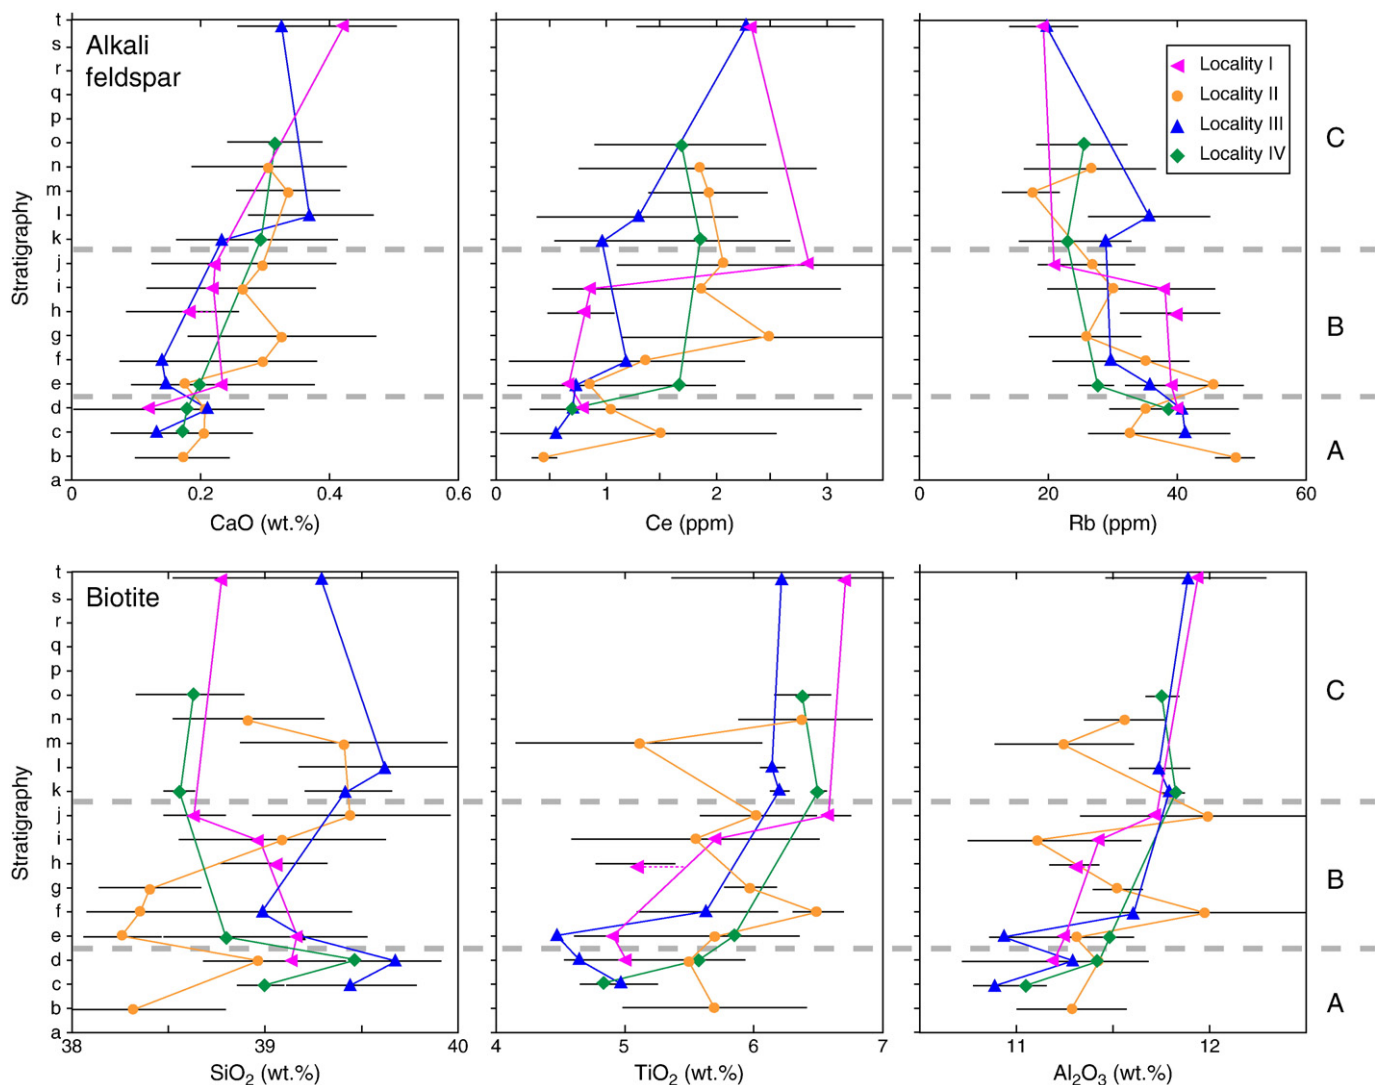 Alkali
feldspar
Stratigraphy
t
s
r
q
p
o
n
m
l
k
j
i
h
g
f
e
d
c
b
a
0 0.2 0.4 0.6
CaO (wt.%)
0 1 2 3
Ce (ppm)
0 20 40 60
Rb (ppm)
Locality I
Locality II
Locality III
Locality IV
C
B
A
Biotite
Stratigraphy
t
s
r
q
p
o
n
m
l
k
j
i
h
g
f
e
d
c
b
a
38 39 40
SiO₂ (wt.%)
4 5 6 7
TiO₂ (wt.%)
11 12
Al₂O₃ (wt.%)
C
B
A